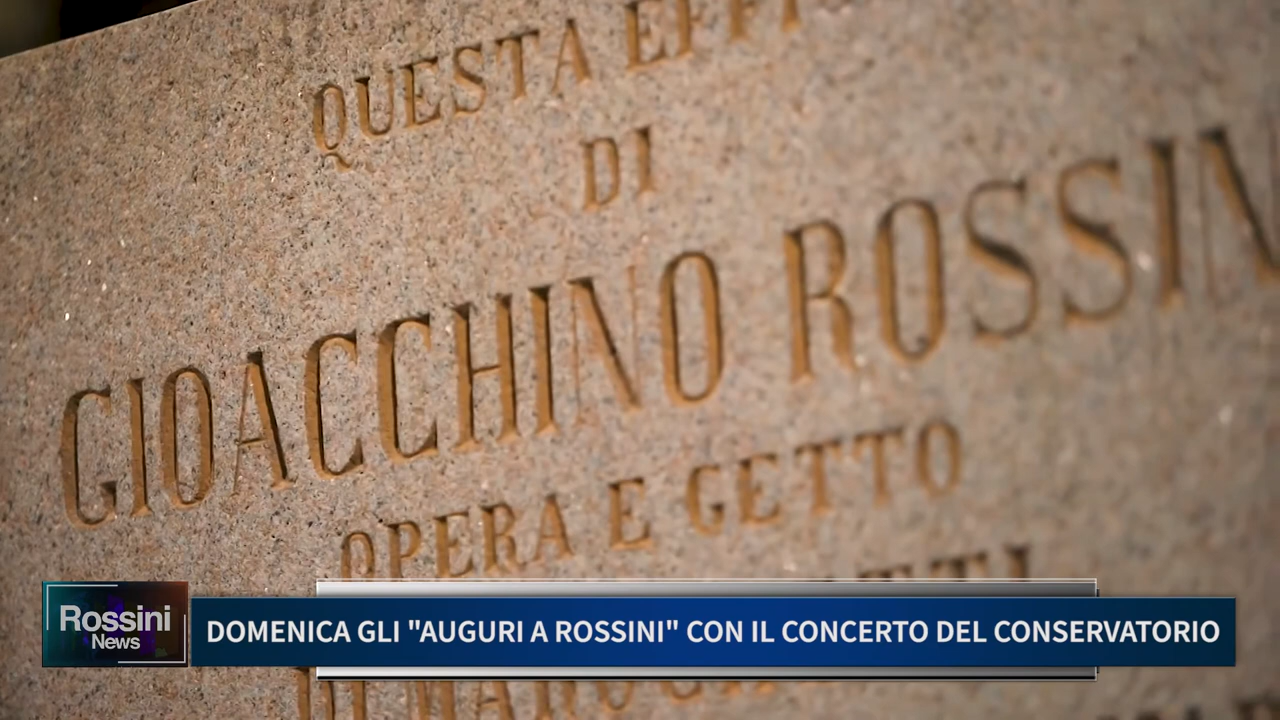 QUESTA
DI
GIOACCHINO ROSSIN
OPERA E GETTO
Rossini
News
DOMENICA GLI "AUGURI A ROSSINI" CON IL CONCERTO DEL CONSERVATORIO